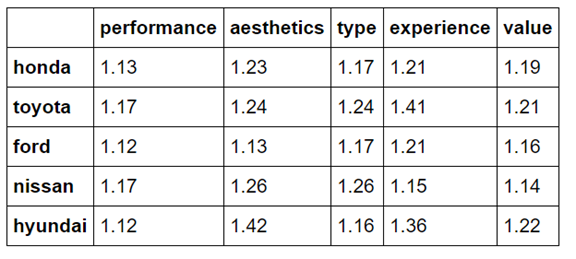 performance aesthetics type experience value
honda 1.13 1.23 1.17 1.21 1.19
toyota 1.17 1.24 1.24 1.41 1.21
ford 1.12 1.13 1.17 1.21 1.16
nissan 1.17 1.26 1.26 1.15 1.14
hyundai 1.12 1.42 1.16 1.36 1.22